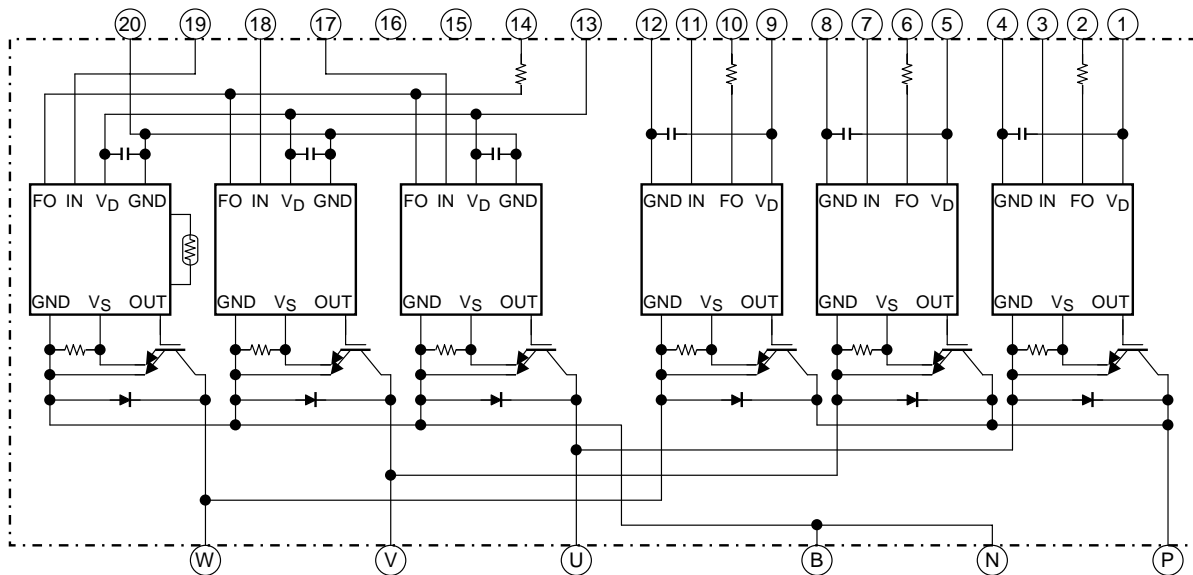 20 19 18 17 16 15 14 13 12 11 10 9 8 7 6 5 4 3 2 1
FO IN VD GND FO IN VD GND FO IN VD GND GND IN FO VD GND IN FO VD GND IN FO VD
GND VS OUT GND VS OUT GND VS OUT GND VS OUT GND VS OUT GND VS OUT
W V U B N P